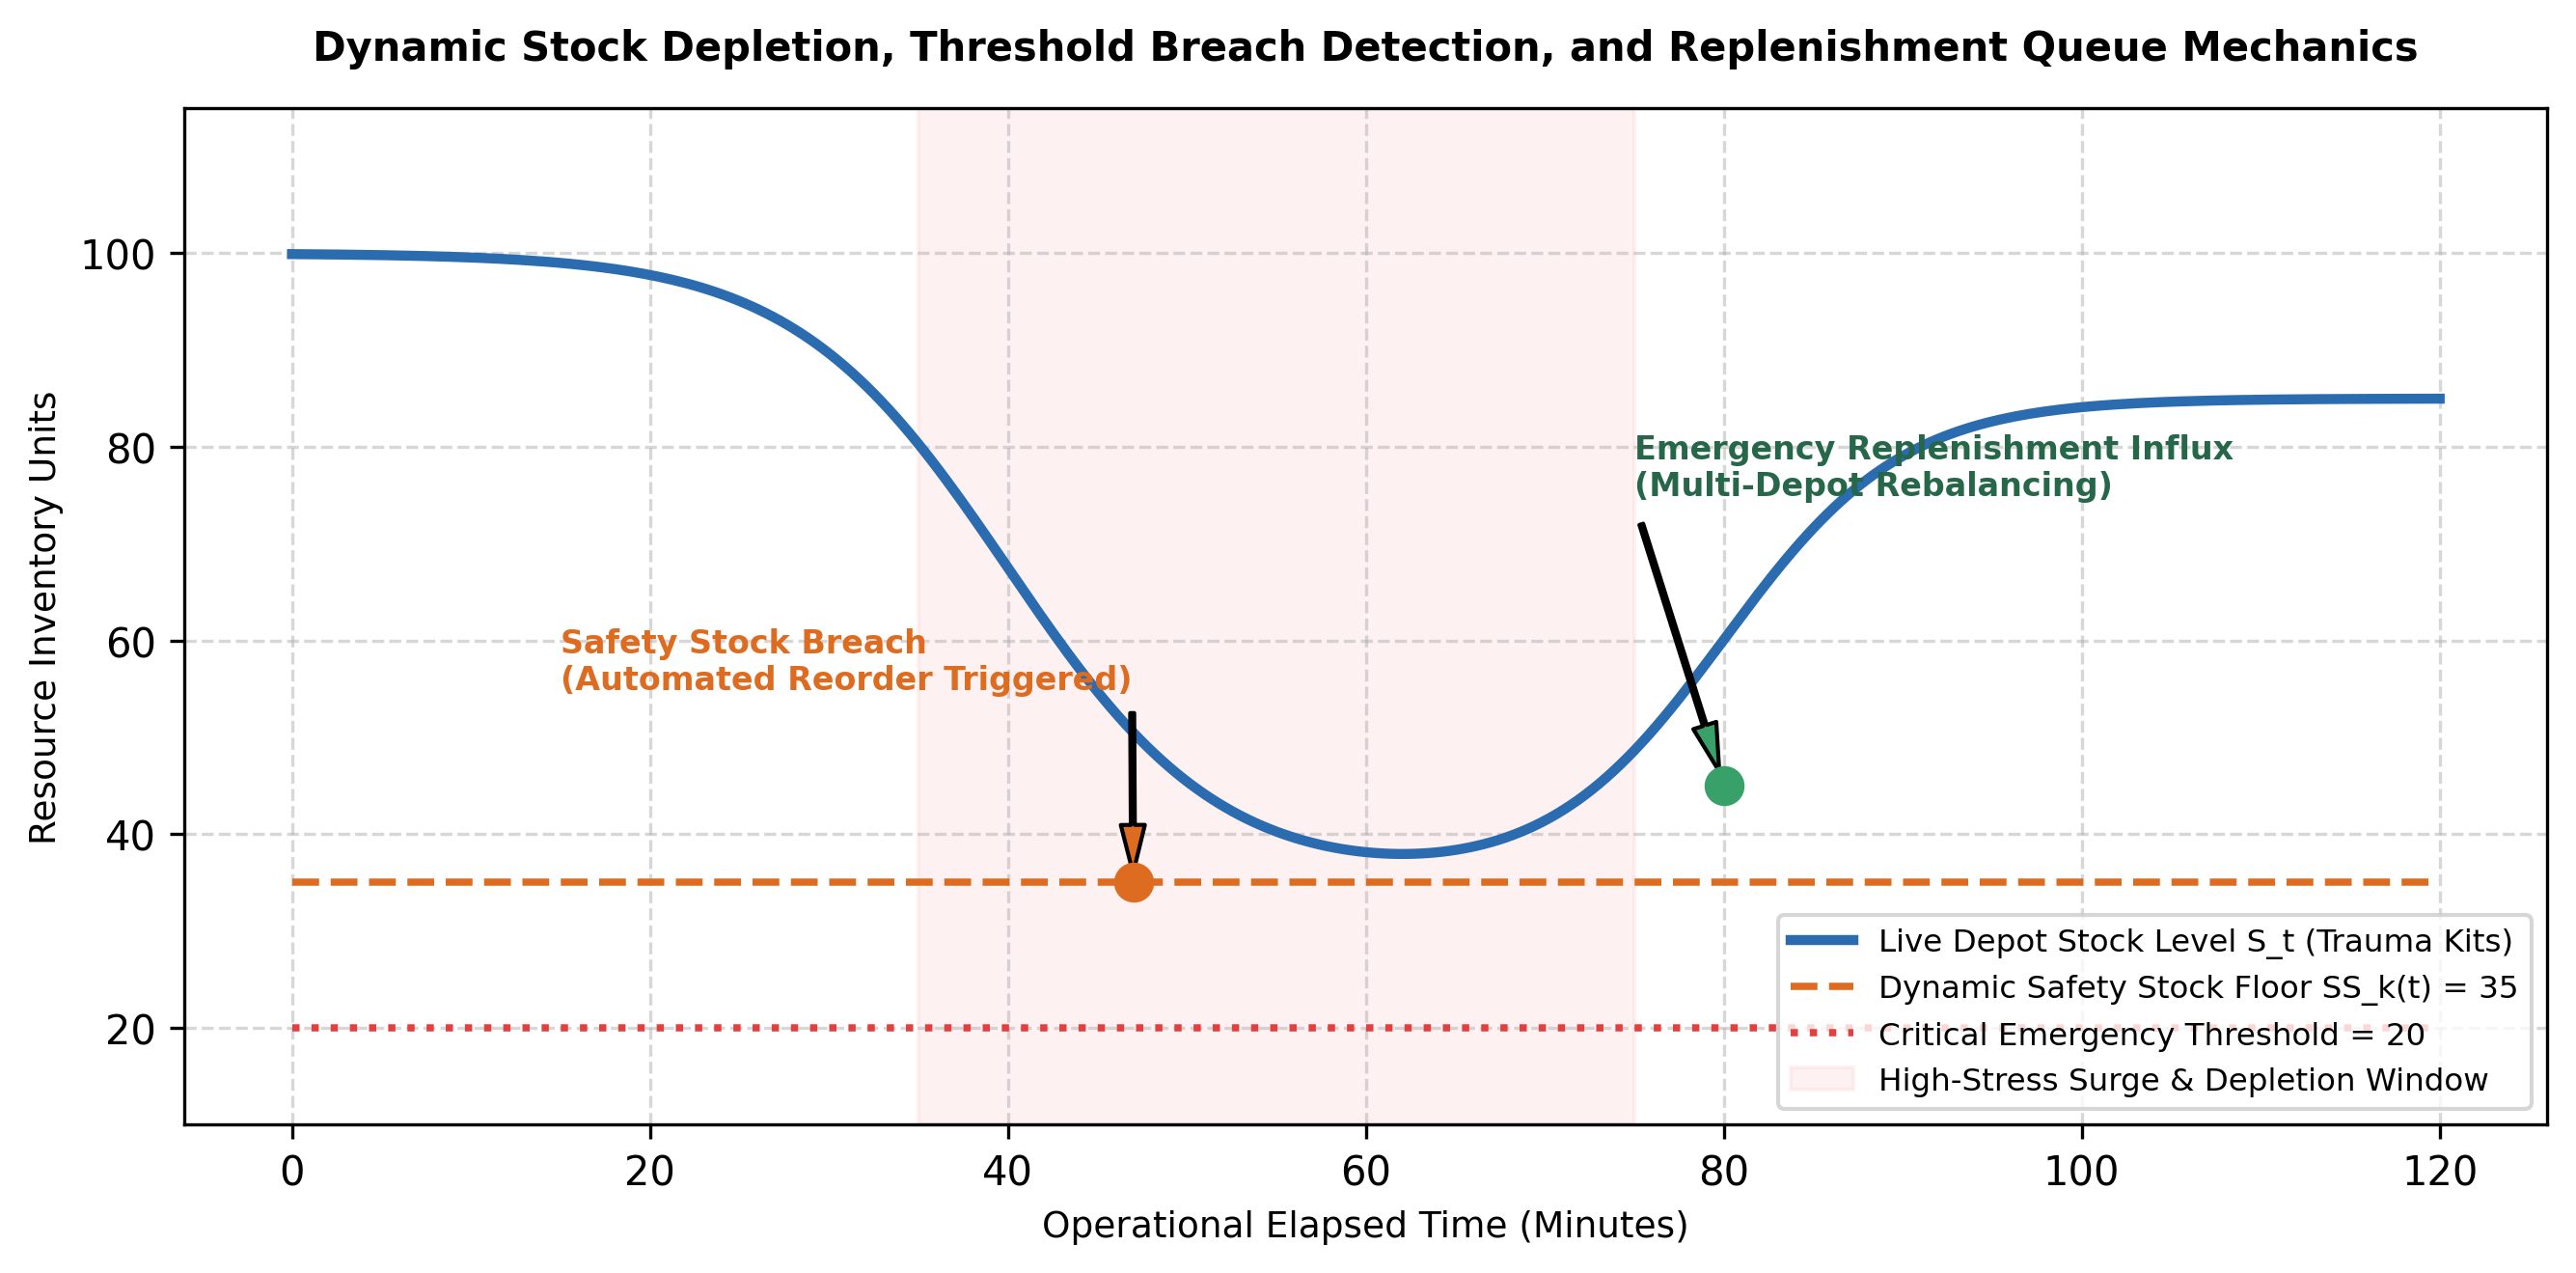 Dynamic Stock Depletion, Threshold Breach Detection, and Replenishment Queue Mechanics
Resource Inventory Units
100
80
60
40
20
Emergency Replenishment Influx
(Multi-Depot Rebalancing)
Safety Stock Breach
(Automated Reorder Triggered)
Live Depot Stock Level S_t (Trauma Kits)
Dynamic Safety Stock Floor SS_k(t) = 35
Critical Emergency Threshold = 20
High-Stress Surge & Depletion Window
0
20
40
60
80
100
120
Operational Elapsed Time (Minutes)